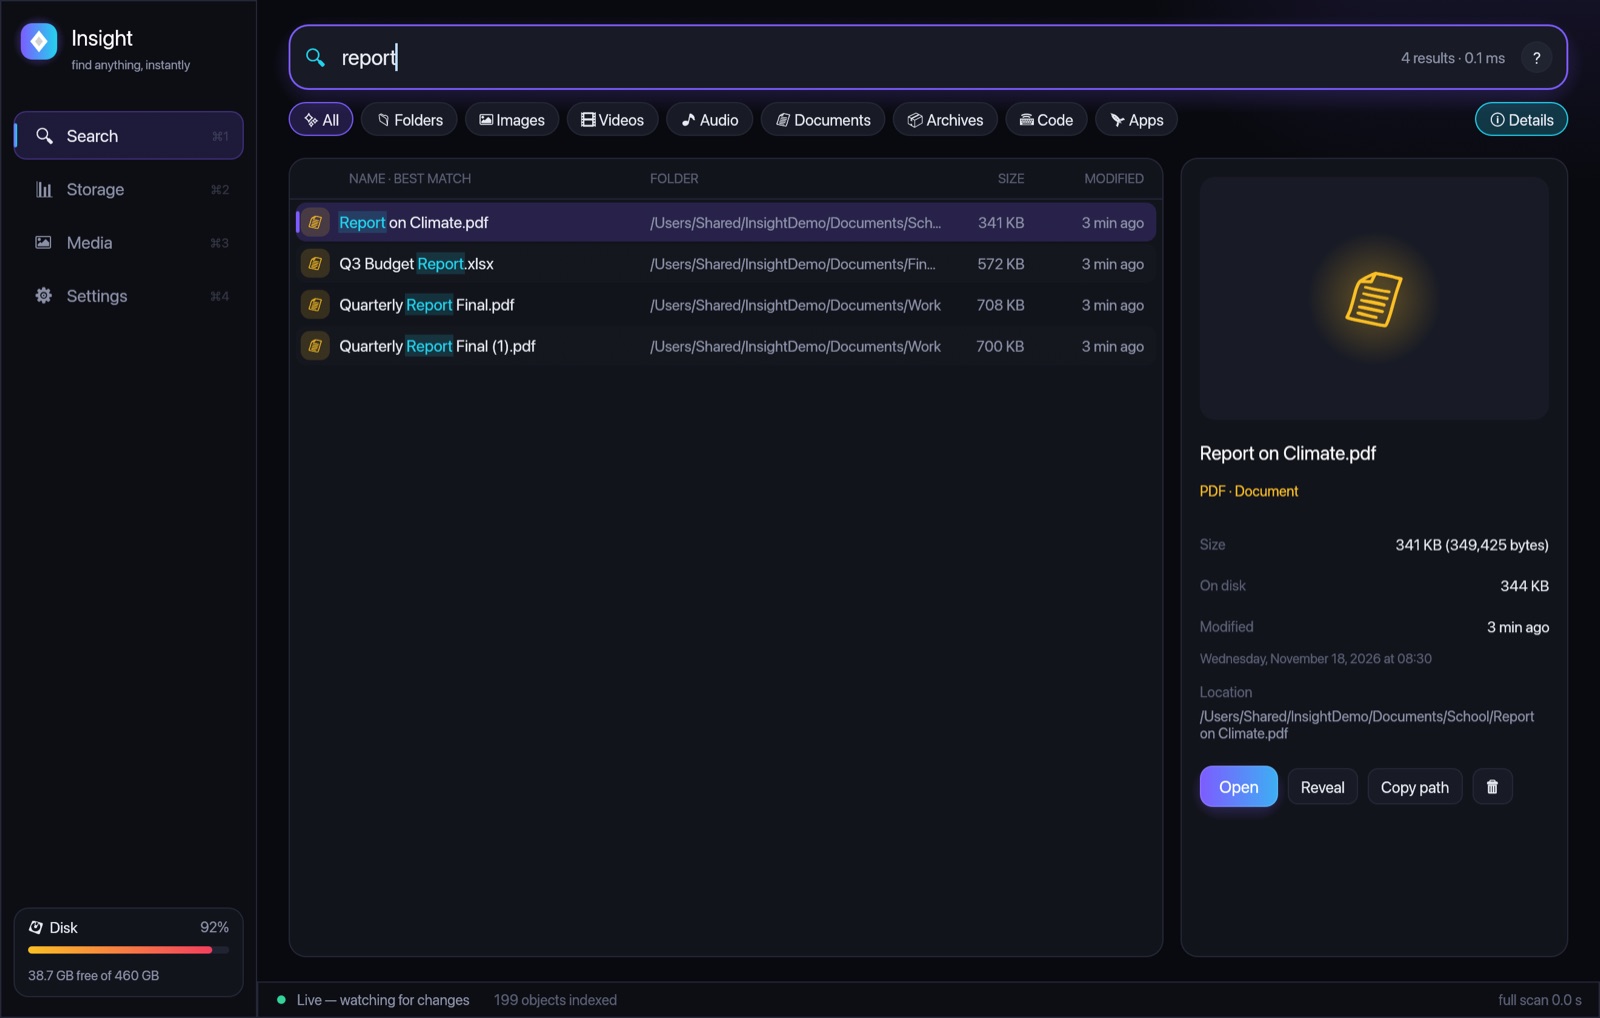 Insight
find anything, instantly
Search ⌘1
Storage ⌘2
Media ⌘3
Settings ⌘4
Disk 92%
38.7 GB free of 460 GB
report
4 results · 0.1 ms ?
All Folders Images Videos Audio Documents Archives Code Apps Details
NAME · BEST MATCH FOLDER SIZE MODIFIED
Report on Climate.pdf /Users/Shared/InsightDemo/Documents/Sch... 341 KB 3 min ago
Q3 Budget Report.xlsx /Users/Shared/InsightDemo/Documents/Fin... 572 KB 3 min ago
Quarterly Report Final.pdf /Users/Shared/InsightDemo/Documents/Work 708 KB 3 min ago
Quarterly Report Final (1).pdf /Users/Shared/InsightDemo/Documents/Work 700 KB 3 min ago
Report on Climate.pdf
PDF · Document
Size 341 KB (349,425 bytes)
On disk 344 KB
Modified 3 min ago
Wednesday, November 18, 2026 at 08:30
Location
/Users/Shared/InsightDemo/Documents/School/Report
on Climate.pdf
Open Reveal Copy path
Live — watching for changes 199 objects indexed full scan 0.0 s